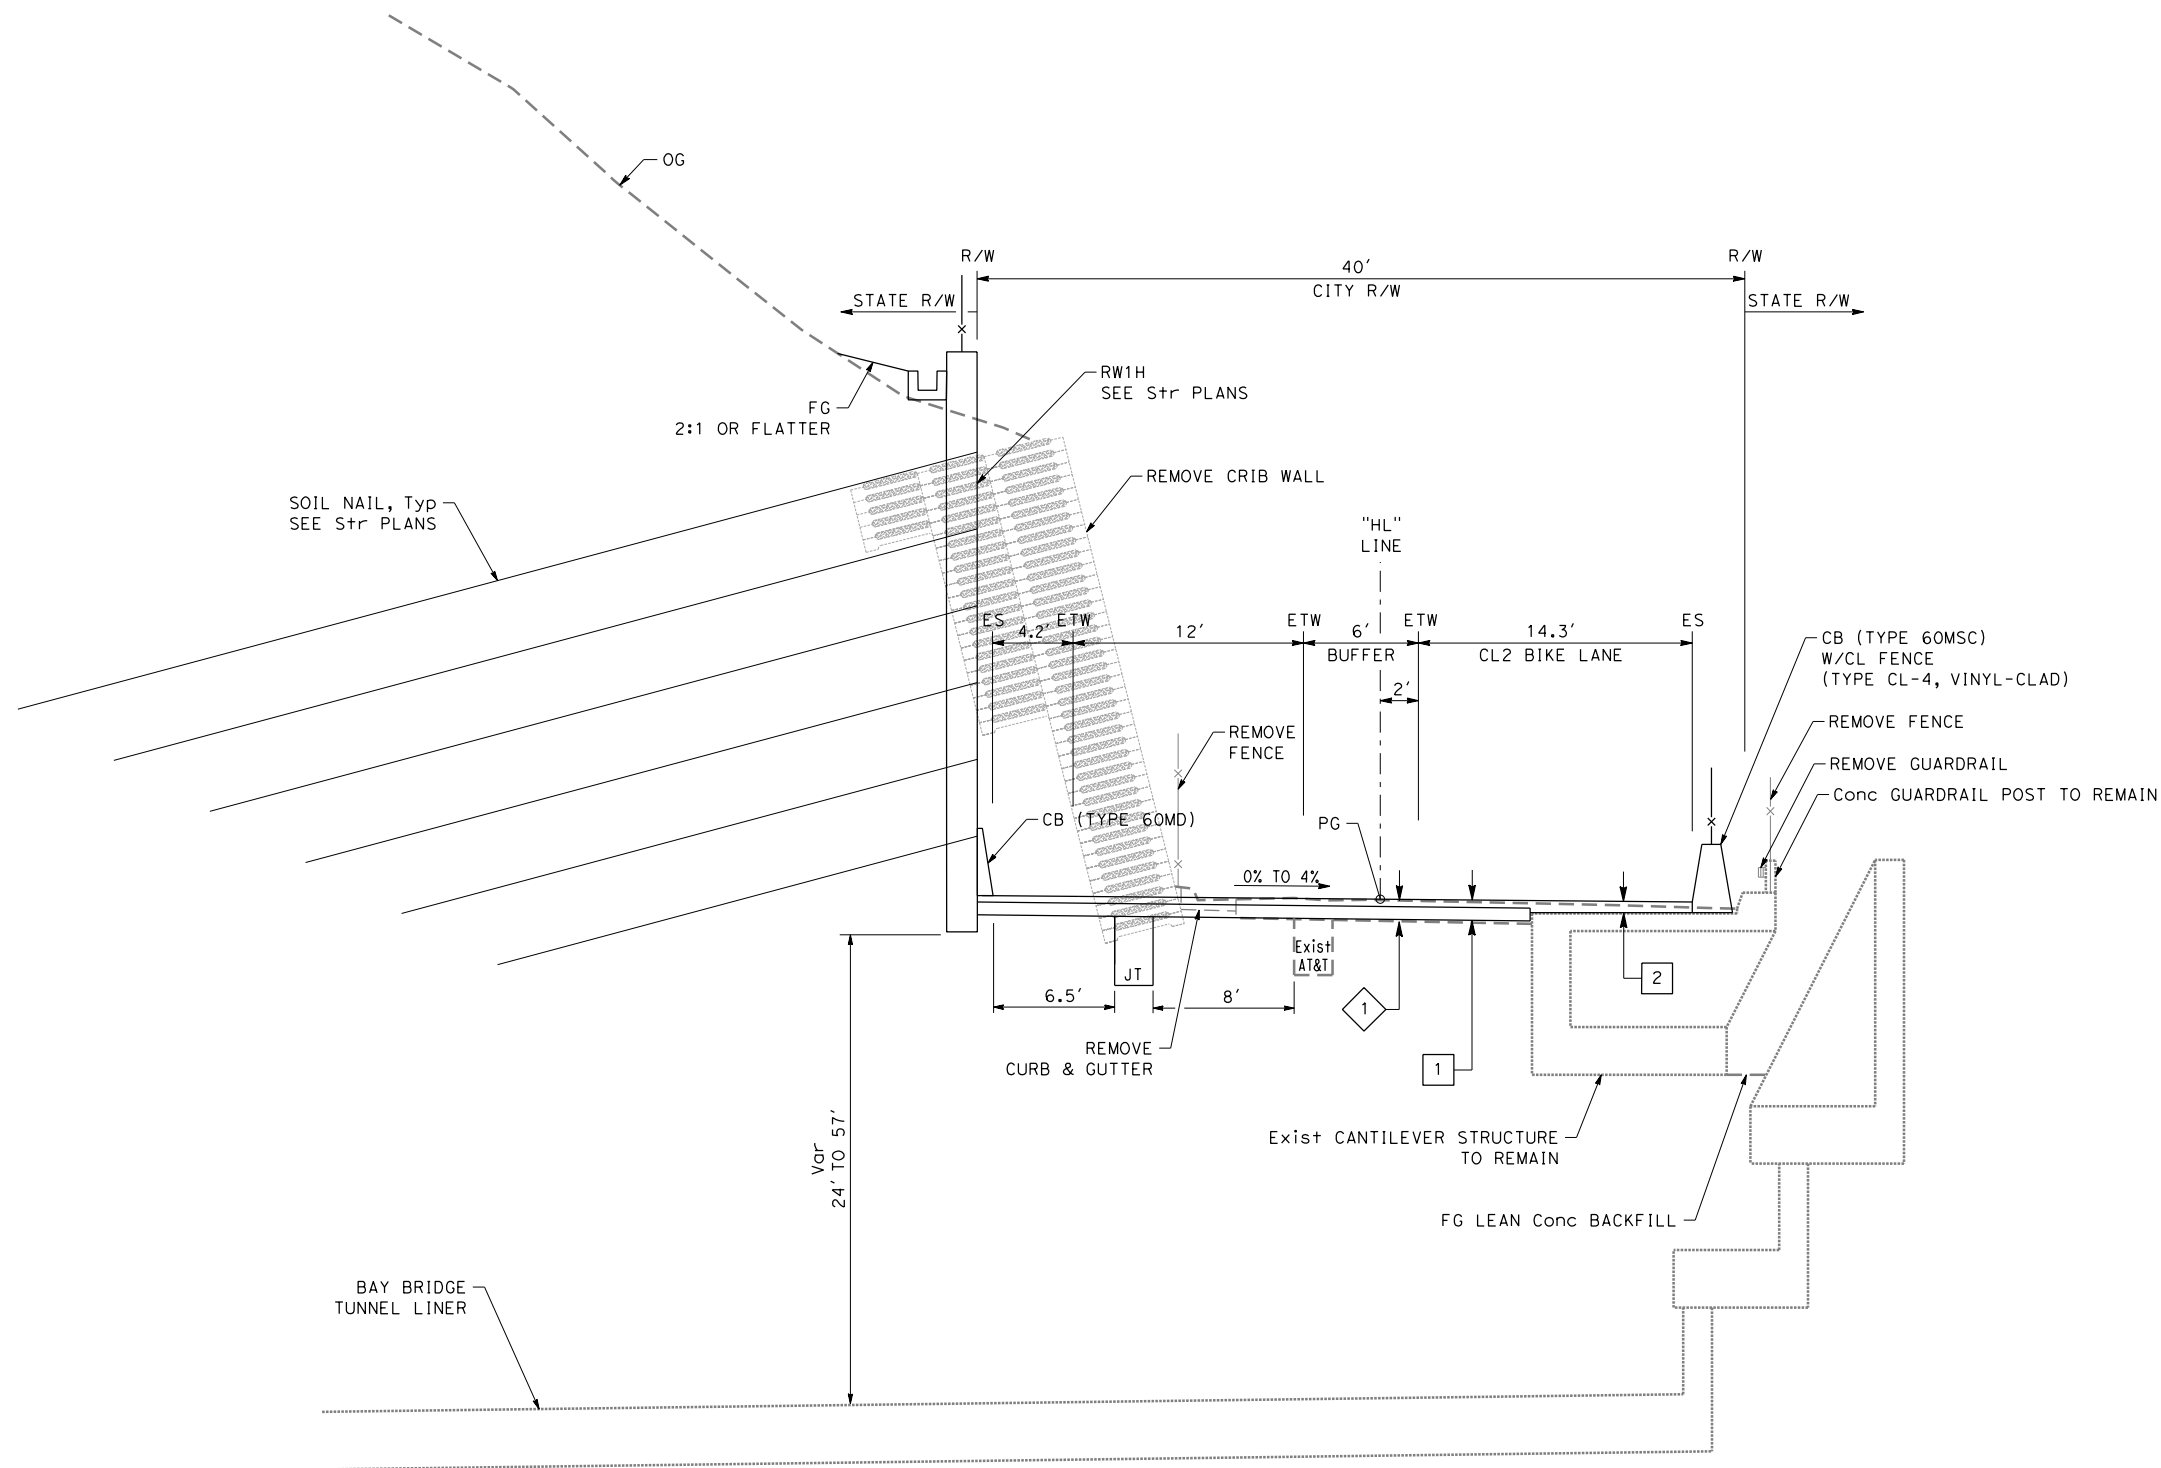 OG
R/W
R/W
40'
CITY R/W
STATE R/W
STATE R/W
RW1H
SEE Str PLANS
FG
2:1 OR FLATTER
REMOVE CRIB WALL
SOIL NAIL, Typ
SEE Str PLANS
"HL"
LINE
ES
ETW
ETW
ETW
ES
4.2'
12'
6'
14.3'
BUFFER
CL2 BIKE LANE
2'
CB (TYPE 60MSC)
W/CL FENCE
(TYPE CL-4, VINYL-CLAD)
REMOVE FENCE
REMOVE
FENCE
REMOVE GUARDRAIL
Conc GUARDRAIL POST TO REMAIN
CB (TYPE 60MD)
PG
0% TO 4%
Exist
AT&T
JT
2
6.5'
8'
1
REMOVE
CURB & GUTTER
1
Exist CANTILEVER STRUCTURE
TO REMAIN
Var
24' TO 57'
FG LEAN Conc BACKFILL
BAY BRIDGE
TUNNEL LINER